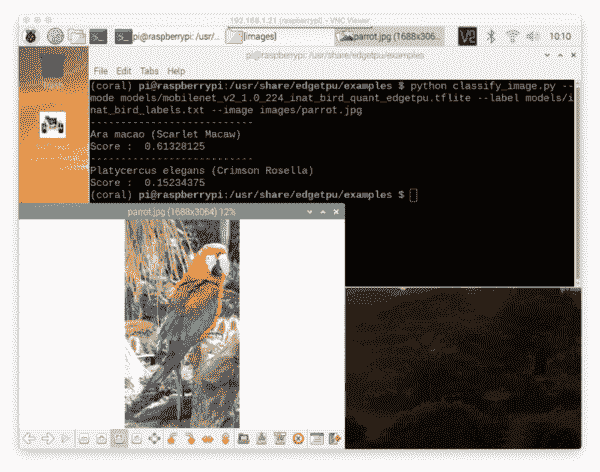 192.168.1.21 (raspberrypi) - VNC Viewer
pi@raspberrypi: /usr/...
[images]
parrot.jpg (1688x306...
10:10
pi@raspberrypi: /usr/share/edgetpu/examples
File Edit Tabs Help
(coral) pi@raspberrypi:/usr/share/edgetpu/examples $ python classify_image.py --
mode models/mobilenet_v2_1.0_224_inat_bird_quant_edgetpu.tflite --label models/i
nat_bird_labels.txt --image images/parrot.jpg
---------------------------
Ara macao (Scarlet Macaw)
Score :  0.61328125
---------------------------
Platycercus elegans (Crimson Rosella)
Score :  0.15234375
(coral) pi@raspberrypi:/usr/share/edgetpu/examples $
parrot.jpg (1688x3064) 12%